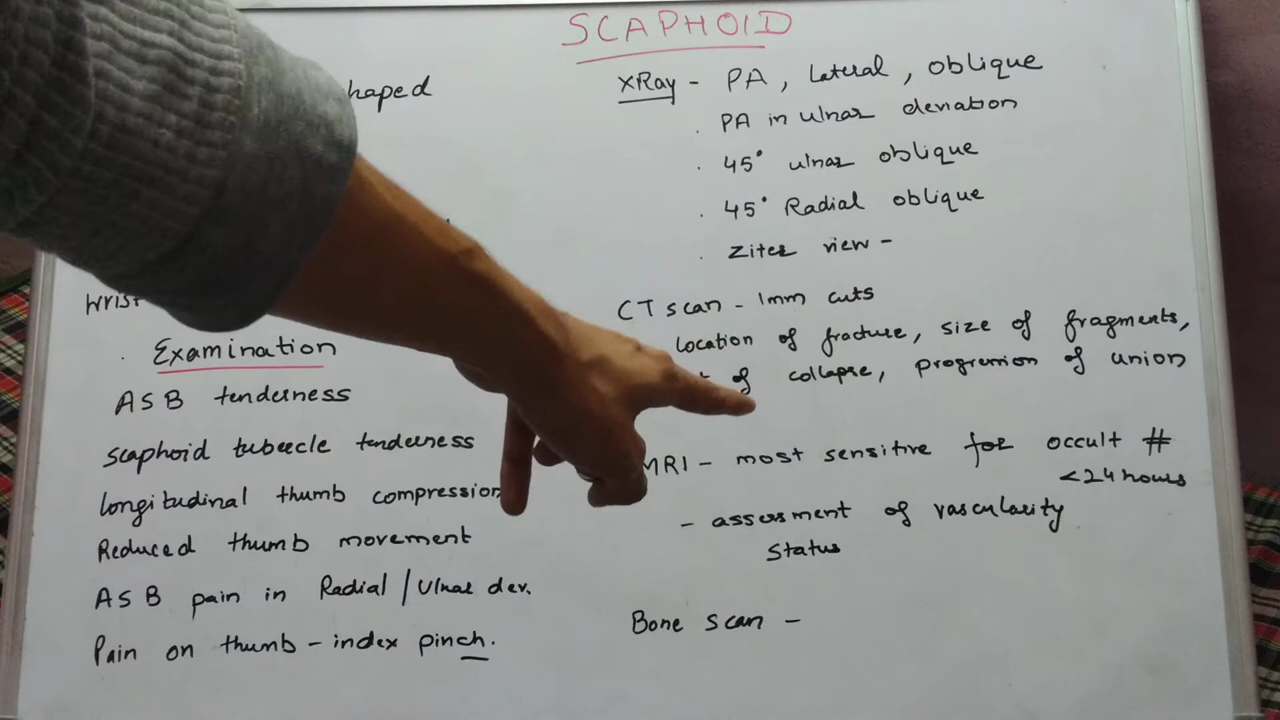 SCAPHOID
haped
Wrist
. Examination
ASB tenderness
scaphoid tubercle tenderness
longitudinal thumb compression
Reduced thumb movement
ASB pain in Radial / Ulnar dev.
Pain on thumb - index pinch.
XRay - PA, Lateral, oblique
. PA in ulnar deviation
. 45° ulnar oblique
. 45° Radial oblique
. Ziter view -
CT scan - 1mm cuts
location of fracture, size of fragments,
of collapse, progression of union
MRI - most sensitive for occult #
<24 hours
- assessment of vascularity
status
Bone scan -